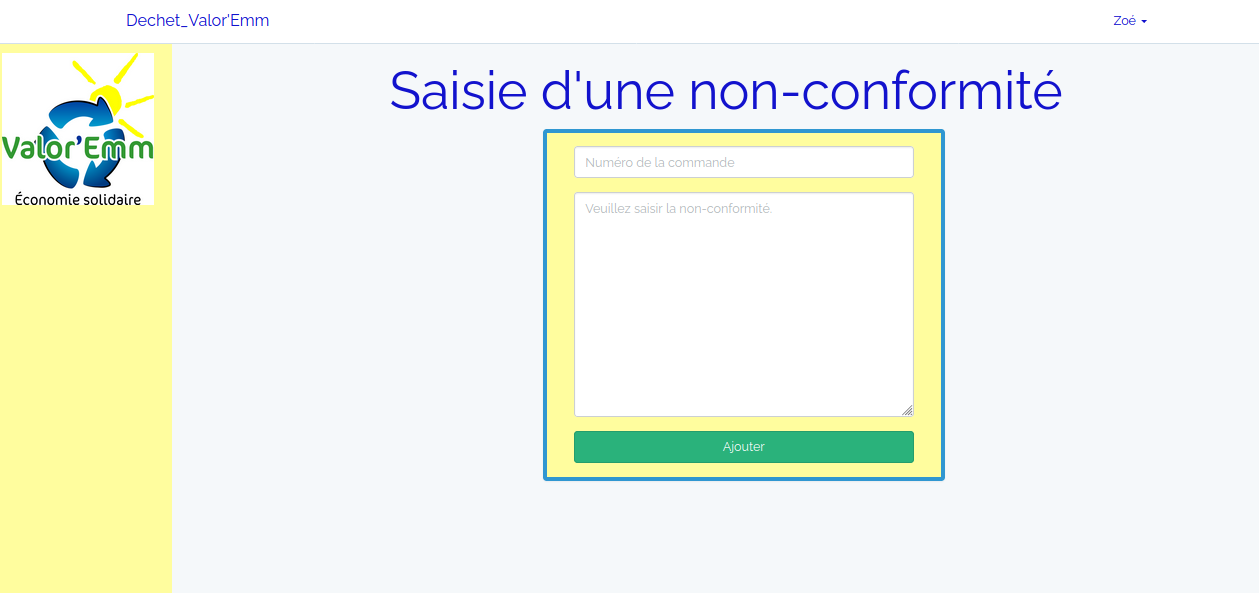 Dechet_Valor'Emm
Zoé
Valor'Emm
Économie solidaire
Saisie d'une non-conformité
Numéro de la commande
Veuillez saisir la non-conformité.
Ajouter